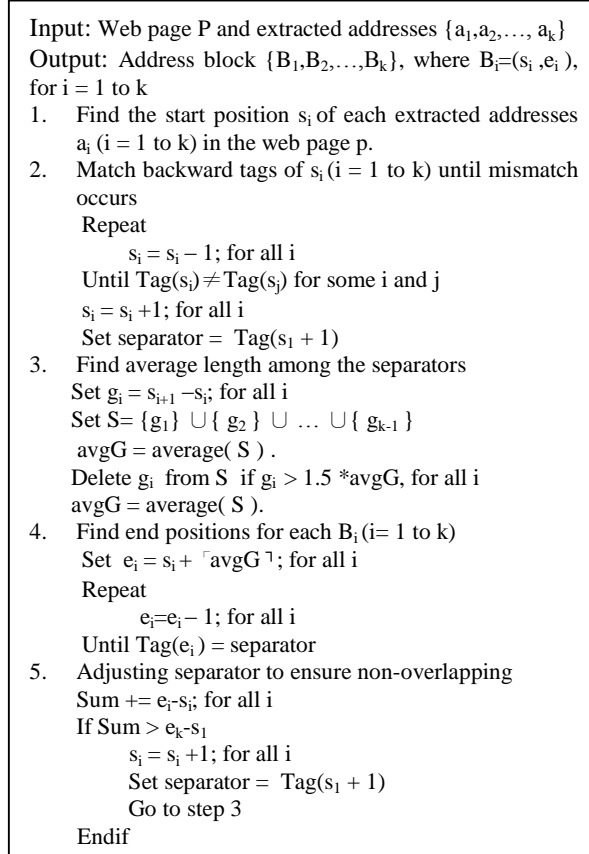 Input: Web page P and extracted addresses {a₁,a₂,…, aₖ}
Output: Address block {B₁,B₂,…,Bₖ}, where Bᵢ=(sᵢ ,eᵢ ),
for i = 1 to k
1. Find the start position sᵢ of each extracted addresses
aᵢ (i = 1 to k) in the web page p.
2. Match backward tags of sᵢ (i = 1 to k) until mismatch
occurs
Repeat
sᵢ = sᵢ – 1; for all i
Until Tag(sᵢ) ≠ Tag(sⱼ) for some i and j
sᵢ = sᵢ +1; for all i
Set separator = Tag(s₁ + 1)
3. Find average length among the separators
Set gᵢ = sᵢ₊₁ –sᵢ; for all i
Set S= {g₁} ∪ { g₂ } ∪ … ∪ { gₖ₋₁ }
avgG = average( S ) .
Delete gᵢ from S if gᵢ > 1.5 *avgG, for all i
avgG = average( S ).
4. Find end positions for each Bᵢ (i= 1 to k)
Set eᵢ = sᵢ + ⌈avgG⌉; for all i
Repeat
eᵢ=eᵢ – 1; for all i
Until Tag(eᵢ ) = separator
5. Adjusting separator to ensure non-overlapping
Sum += eᵢ-sᵢ; for all i
If Sum > eₖ-s₁
sᵢ = sᵢ +1; for all i
Set separator = Tag(s₁ + 1)
Go to step 3
Endif